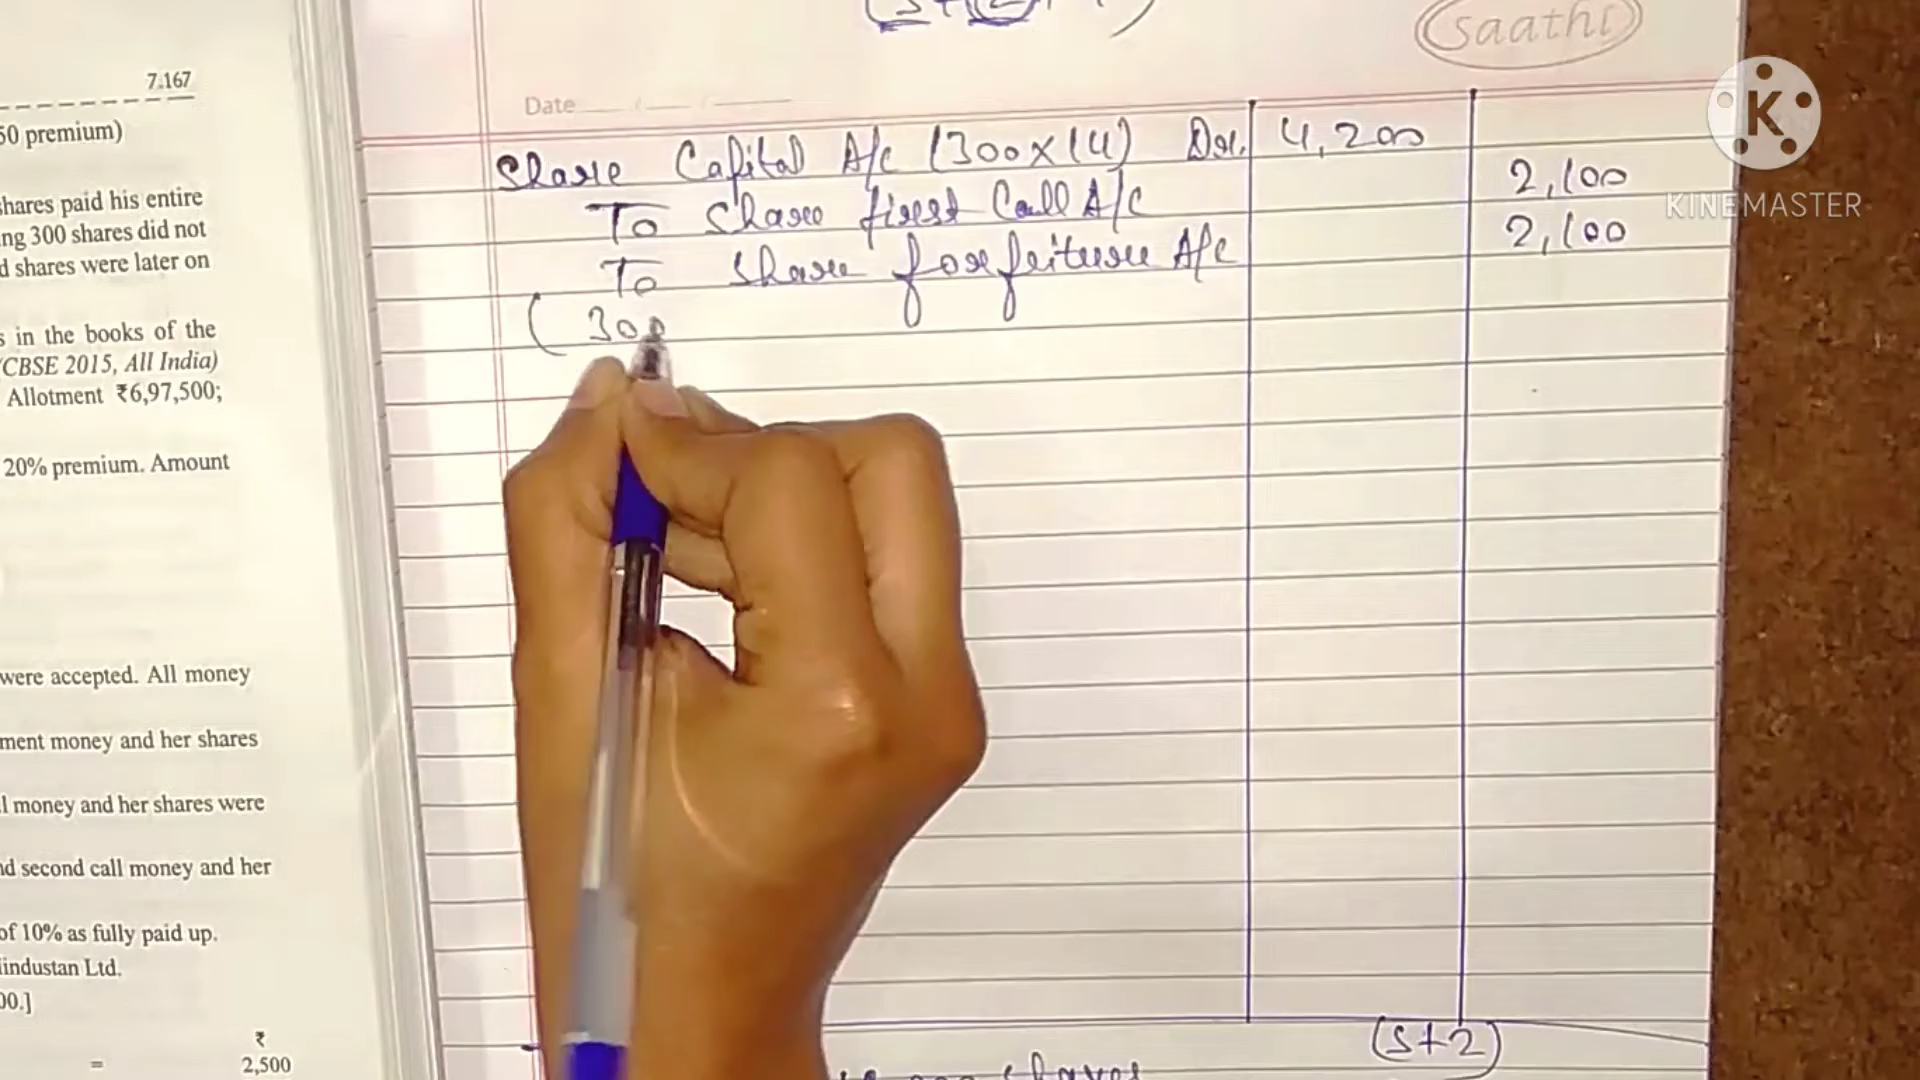 7.167
50 premium)
shares paid his entire
ng 300 shares did not
d shares were later on
s in the books of the
(CBSE 2015, All India)
Allotment ₹6,97,500;
20% premium. Amount
were accepted. All money
ment money and her shares
l money and her shares were
nd second call money and her
of 10% as fully paid up.
Hindustan Ltd.
00.]
₹
= 2,500
saathi
Date
Share Capital A/c (300×14) Dr. 4,200
To Share first Call A/c 2,100
To Share forfeiture A/c 2,100
( 300
(5+2)
shares
KINEMASTER